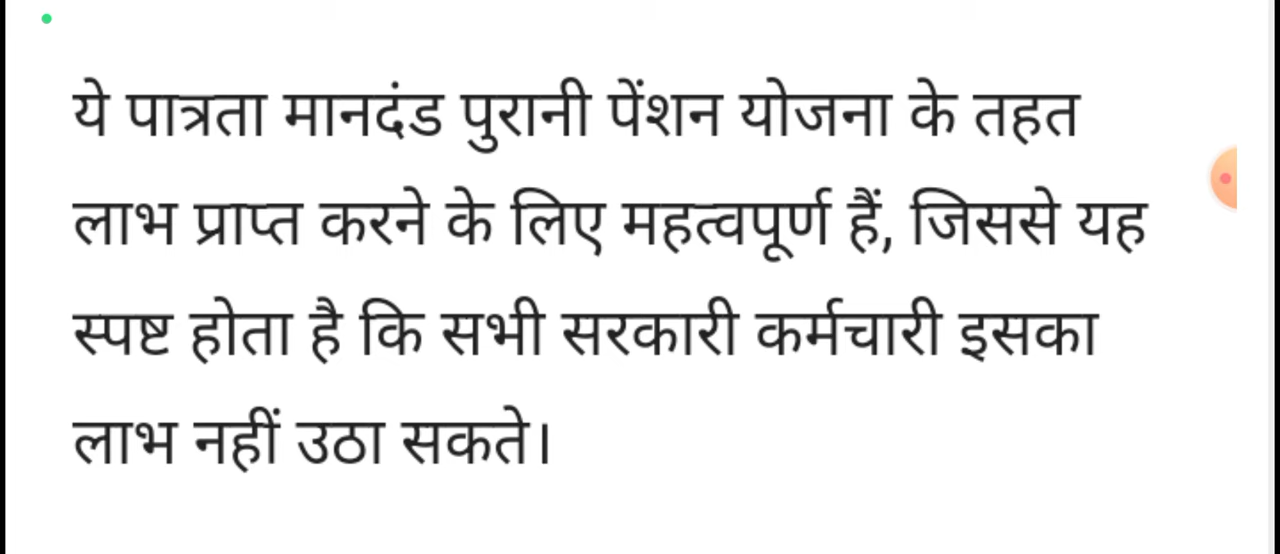 ये पात्रता मानदंड पुरानी पेंशन योजना के तहत
लाभ प्राप्त करने के लिए महत्वपूर्ण हैं, जिससे यह
स्पष्ट होता है कि सभी सरकारी कर्मचारी इसका
लाभ नहीं उठा सकते।